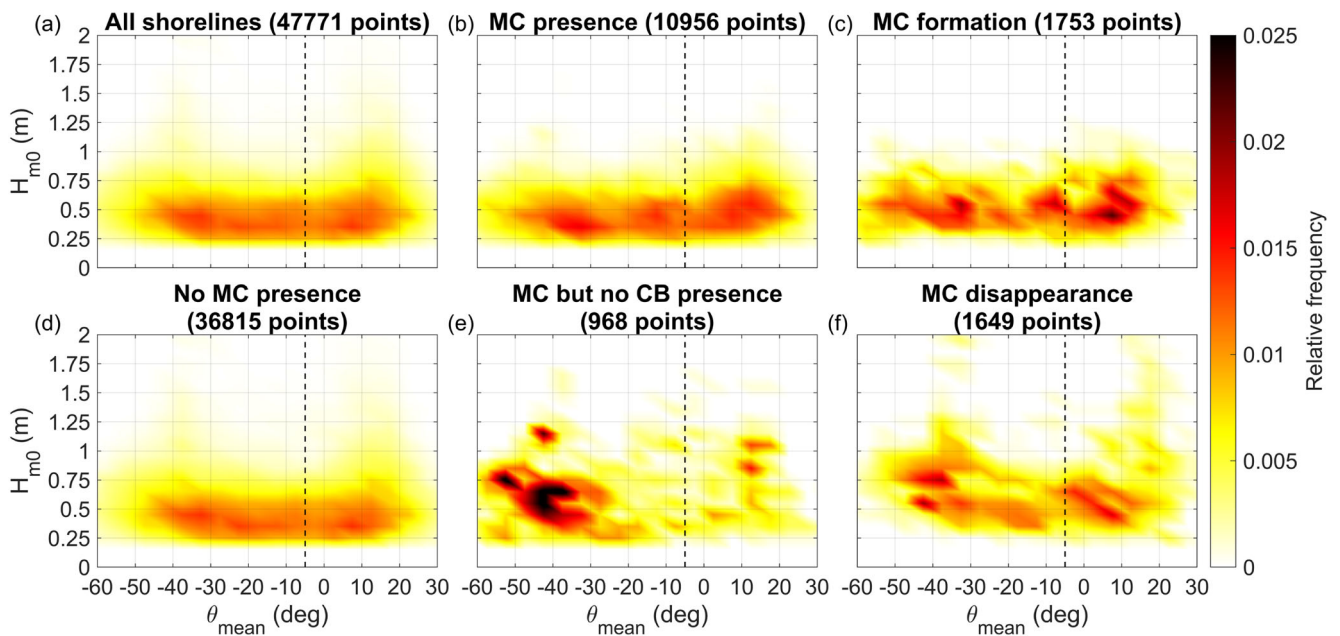 (a) All shorelines (47771 points)
(b) MC presence (10956 points)
(c) MC formation (1753 points)
H_m0 (m)
2
1.75
1.5
1.25
1
0.75
0.5
0.25
0
(d) No MC presence
(36815 points)
(e) MC but no CB presence
(968 points)
(f) MC disappearance
(1649 points)
H_m0 (m)
2
1.75
1.5
1.25
1
0.75
0.5
0.25
0
-60 -50 -40 -30 -20 -10 0 10 20 30
θ_mean (deg)
-60 -50 -40 -30 -20 -10 0 10 20 30
θ_mean (deg)
-60 -50 -40 -30 -20 -10 0 10 20 30
θ_mean (deg)
0.025
0.02
0.015
0.01
0.005
0
Relative frequency